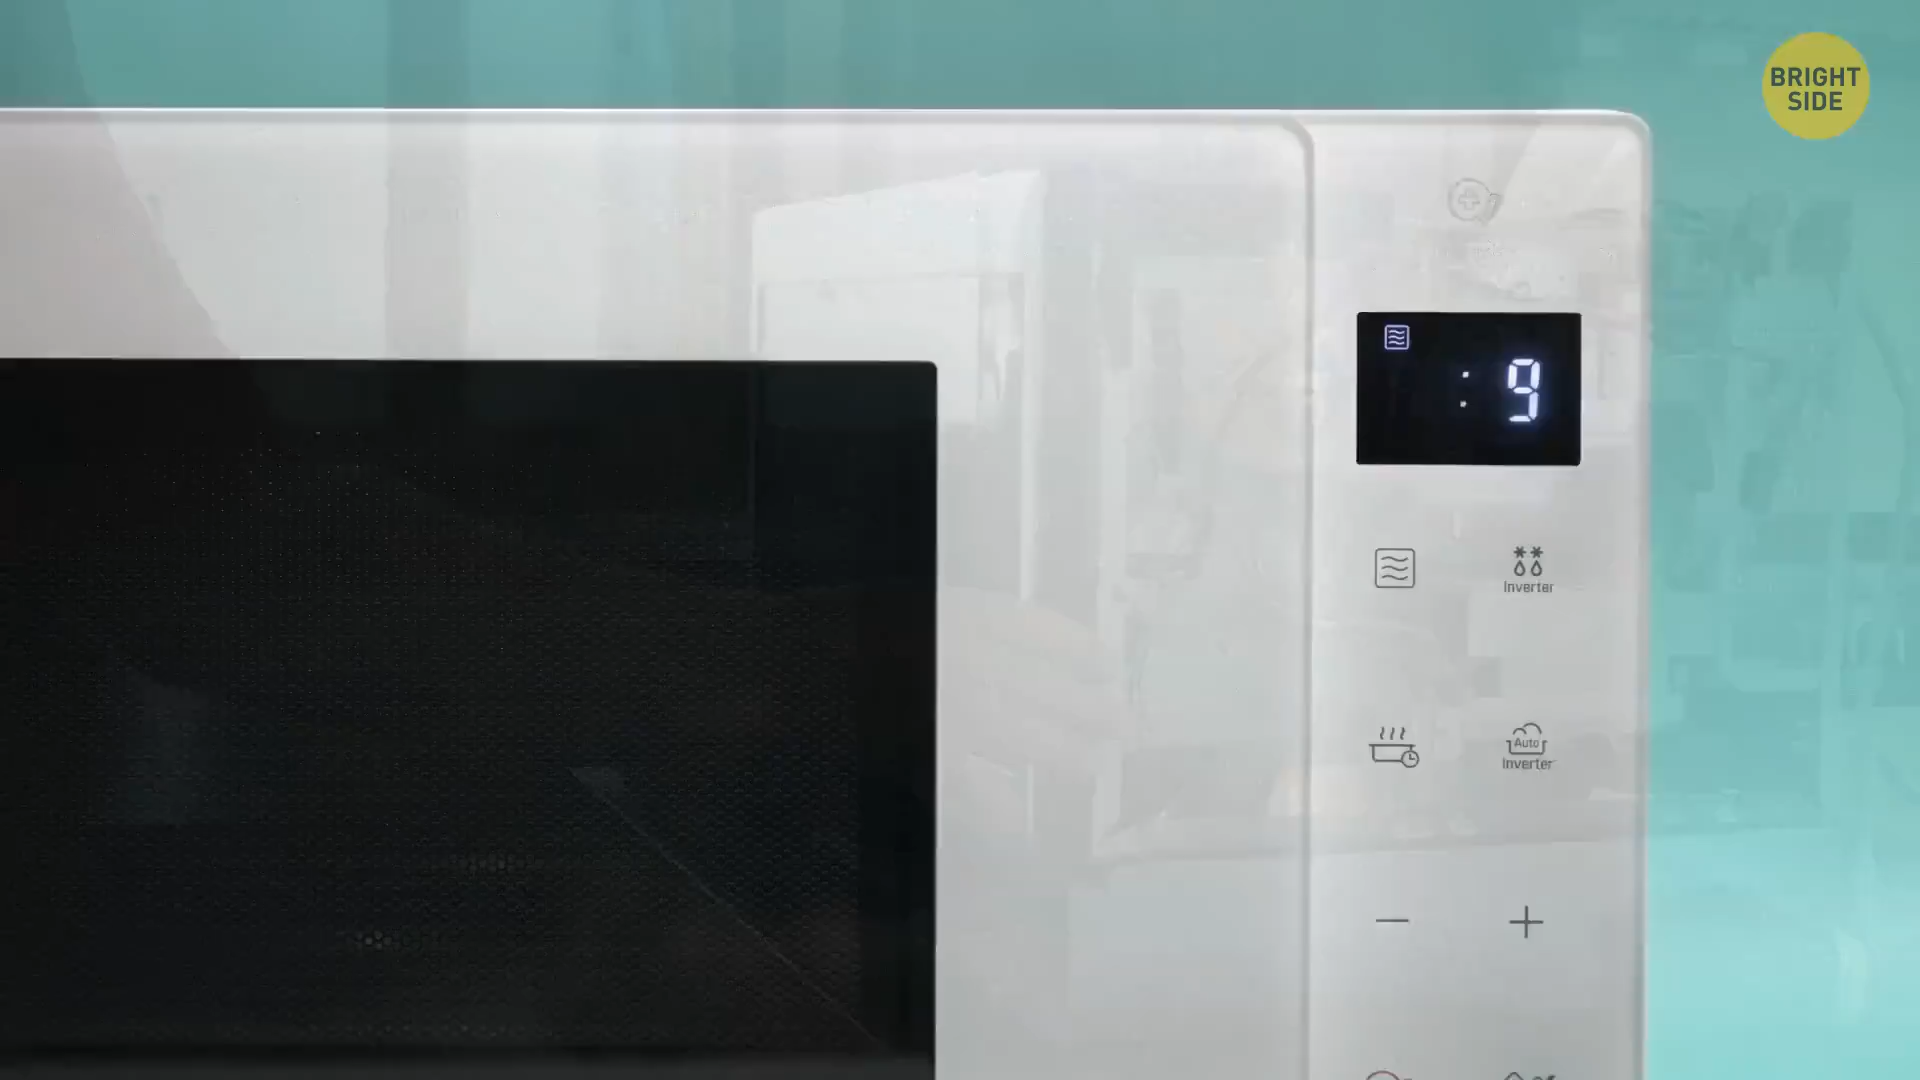 BRIGHT
SIDE
: 9
Inverter
Auto
Inverter